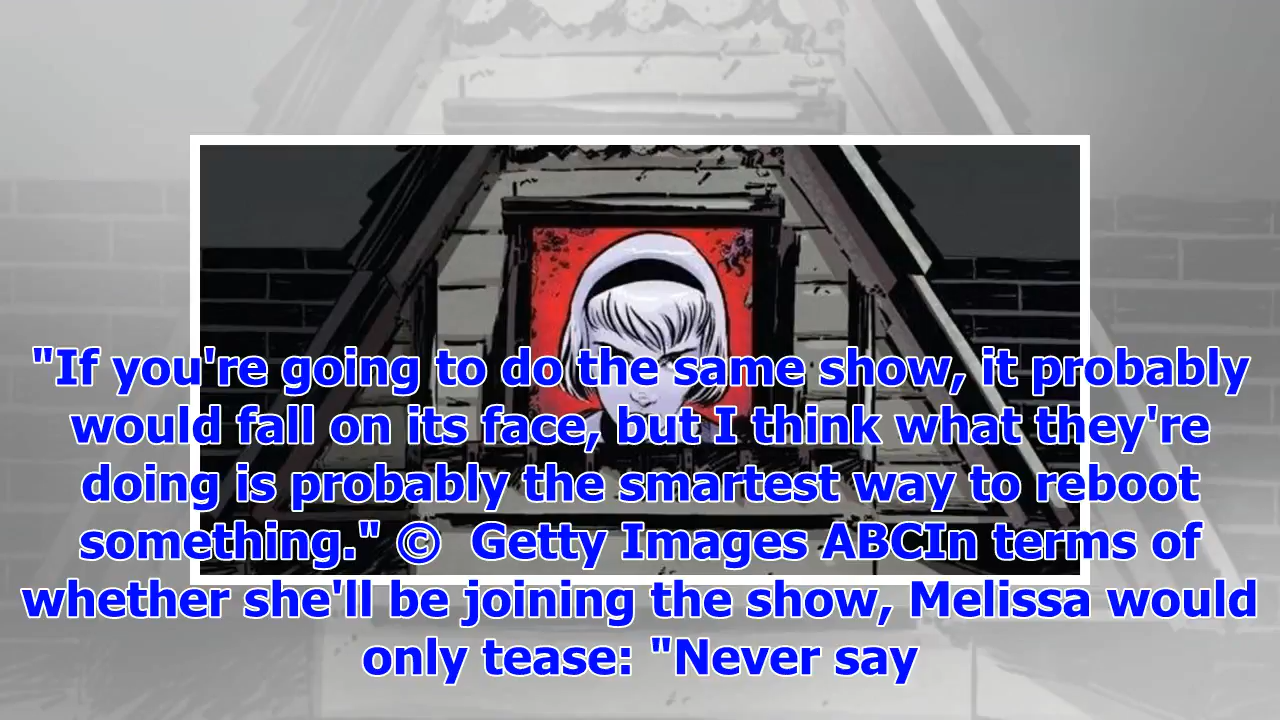 "If you're going to do the same show, it probably
would fall on its face, but I think what they're
doing is probably the smartest way to reboot
something." ©  Getty Images ABCIn terms of
whether she'll be joining the show, Melissa would
only tease: "Never say